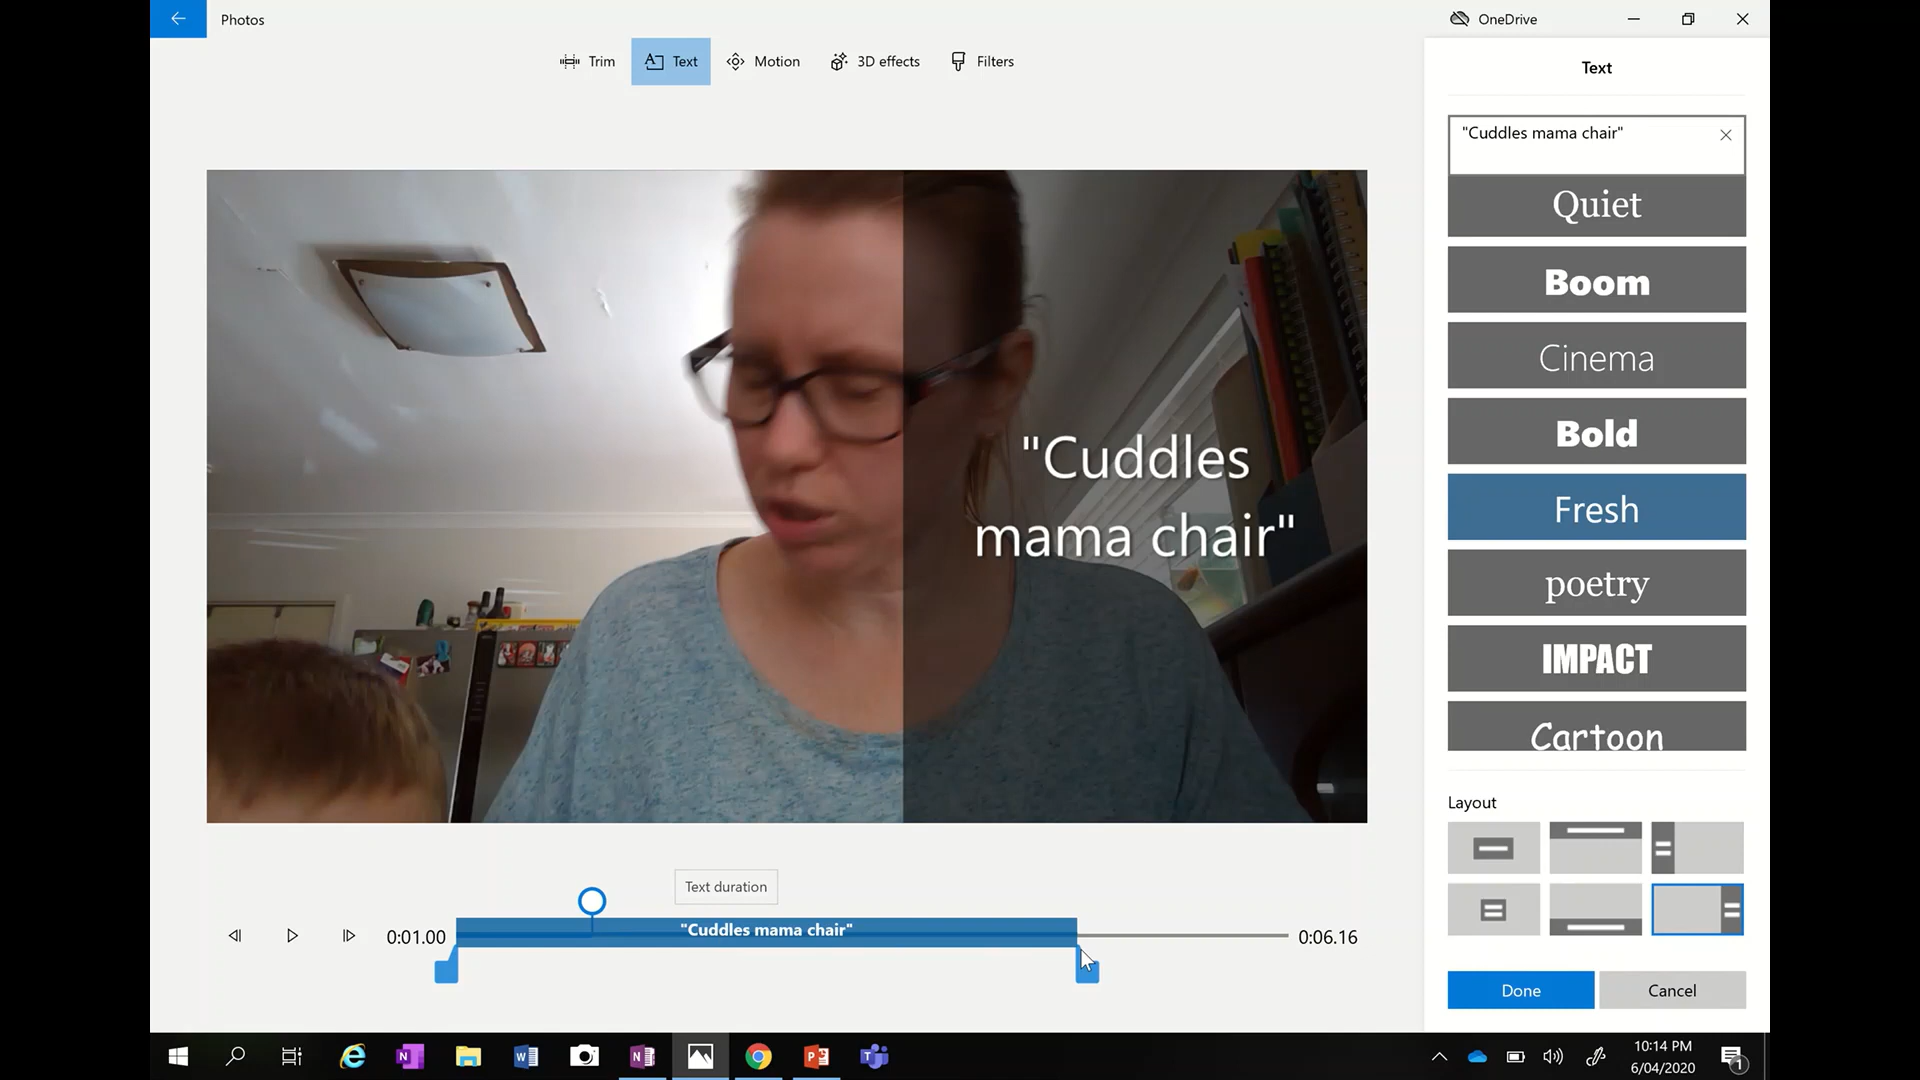 Photos
OneDrive
Trim
Text
Motion
3D effects
Filters
Text
"Cuddles mama chair"
Quiet
Boom
Cinema
Bold
Fresh
poetry
IMPACT
Cartoon
"Cuddles
mama chair"
Layout
Text duration
0:01.00
"Cuddles mama chair"
0:06.16
Done
Cancel
10:14 PM
6/04/2020
1